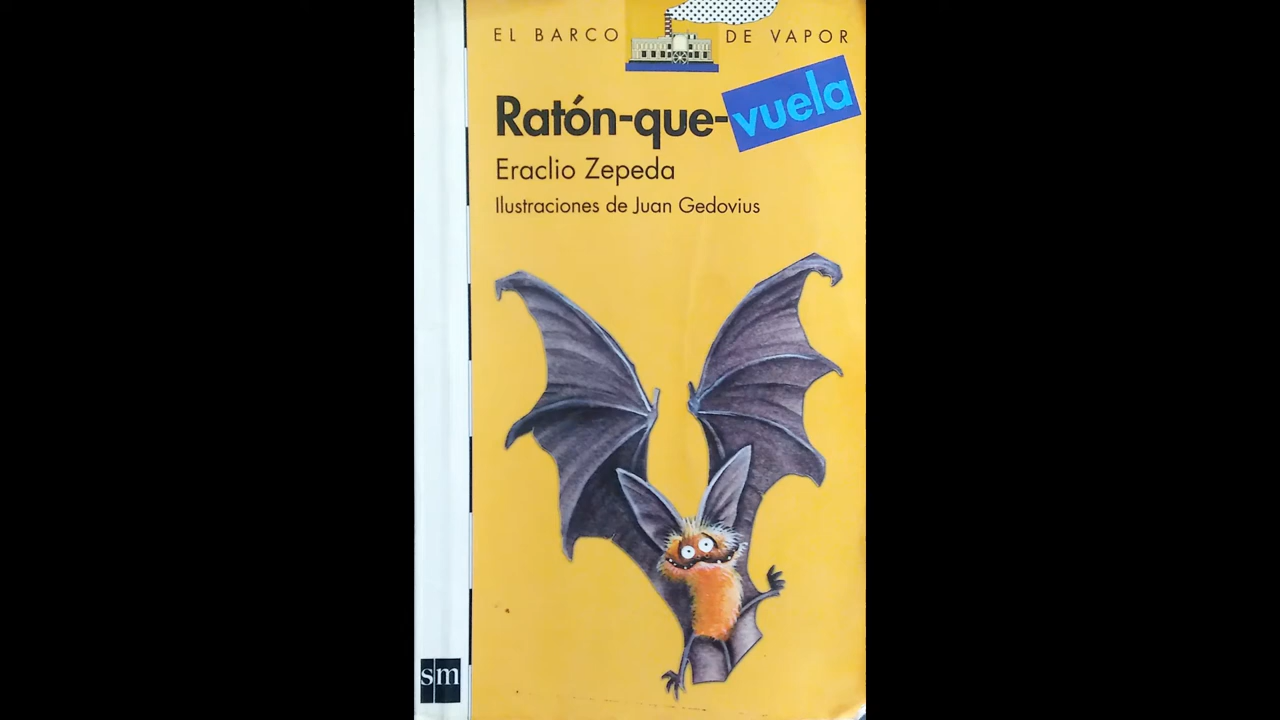 EL BARCO DE VAPOR
Ratón-que-vuela
Eraclio Zepeda
Ilustraciones de Juan Gedovius
sm